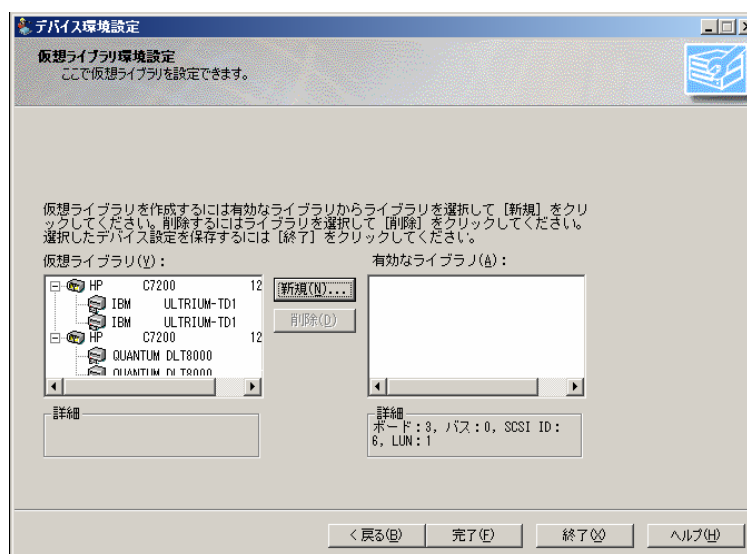 デバイス環境設定
仮想ライブラリ環境設定
ここで仮想ライブラリを設定できます。
仮想ライブラリを作成するには有効なライブラリからライブラリを選択して [新規] をクリ
ックしてください。削除するにはライブラリを選択して [削除] をクリックしてください。
選択したデバイス設定を保存するには [終了] をクリックしてください。
仮想ライブラリ(V):
HP C7200 12
IBM ULTRIUM-TD1
IBM ULTRIUM-TD1
HP C7200 12
QUANTUM DLT8000
QUANTUM DLT8000
新規(N)...
削除(D)
有効なライブラリ(A):
詳細
詳細
ボード:3, バス:0, SCSI ID:
6, LUN:1
<戻る(B)
完了(F)
終了(X)
ヘルプ(H)